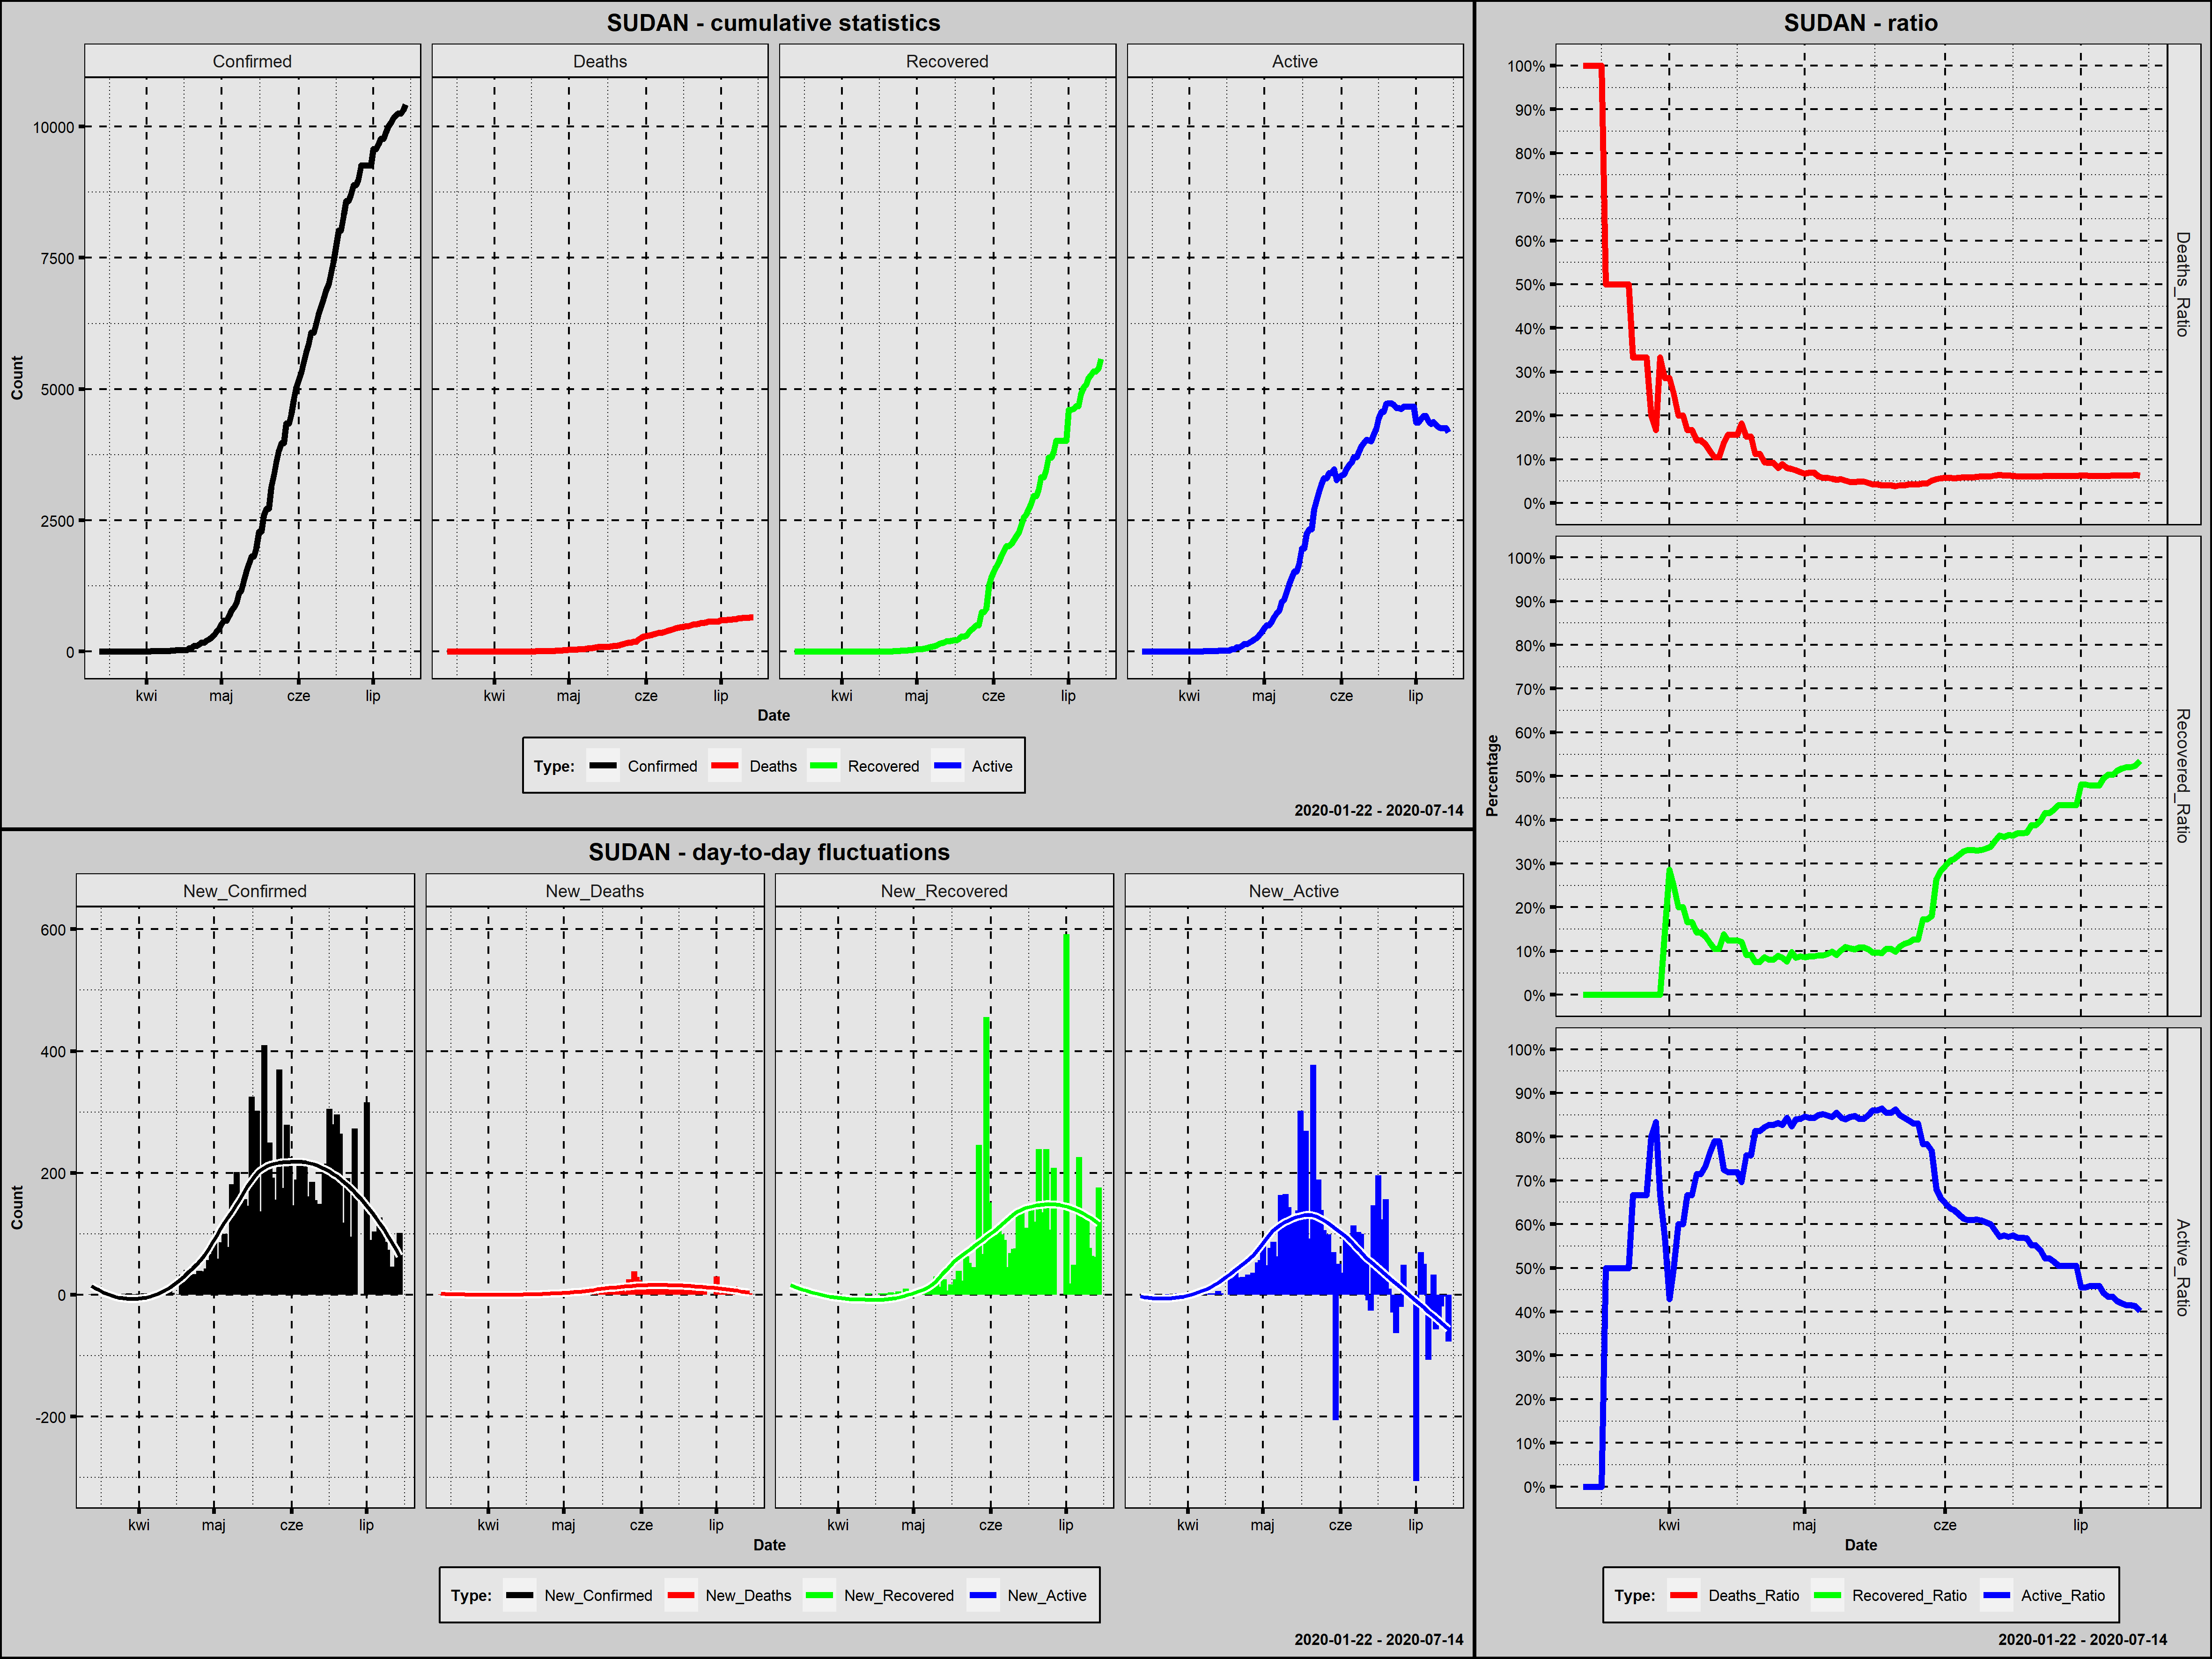 SUDAN - cumulative statistics
Confirmed Deaths Recovered Active
Count
10000
7500
5000
2500
0
kwi maj cze lip kwi maj cze lip kwi maj cze lip kwi maj cze lip
Date
Type: Confirmed Deaths Recovered Active
2020-01-22 - 2020-07-14
SUDAN - day-to-day fluctuations
New_Confirmed New_Deaths New_Recovered New_Active
Count
600
400
200
0
-200
kwi maj cze lip kwi maj cze lip kwi maj cze lip kwi maj cze lip
Date
Type: New_Confirmed New_Deaths New_Recovered New_Active
2020-01-22 - 2020-07-14
SUDAN - ratio
Percentage
100%
90%
80%
70%
60%
50%
40%
30%
20%
10%
0%
Deaths_Ratio
100%
90%
80%
70%
60%
50%
40%
30%
20%
10%
0%
Recovered_Ratio
100%
90%
80%
70%
60%
50%
40%
30%
20%
10%
0%
Active_Ratio
kwi maj cze lip
Date
Type: Deaths_Ratio Recovered_Ratio Active_Ratio
2020-01-22 - 2020-07-14